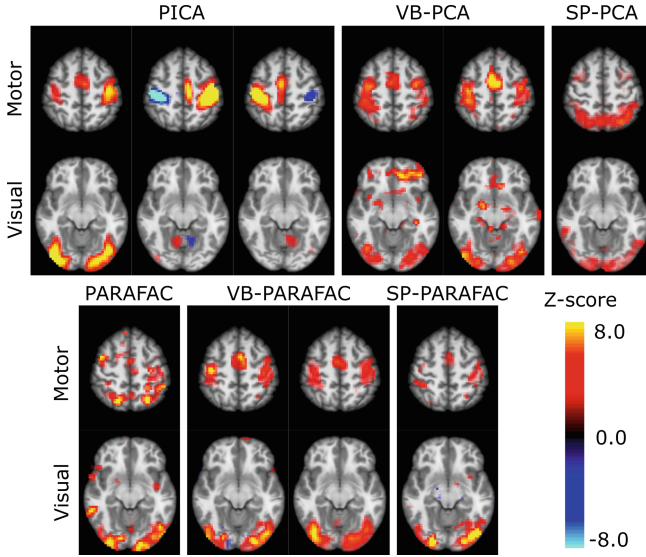 PICA VB-PCA SP-PCA
Motor
Visual
PARAFAC VB-PARAFAC SP-PARAFAC
Z-score
Motor
8.0
0.0
Visual
-8.0